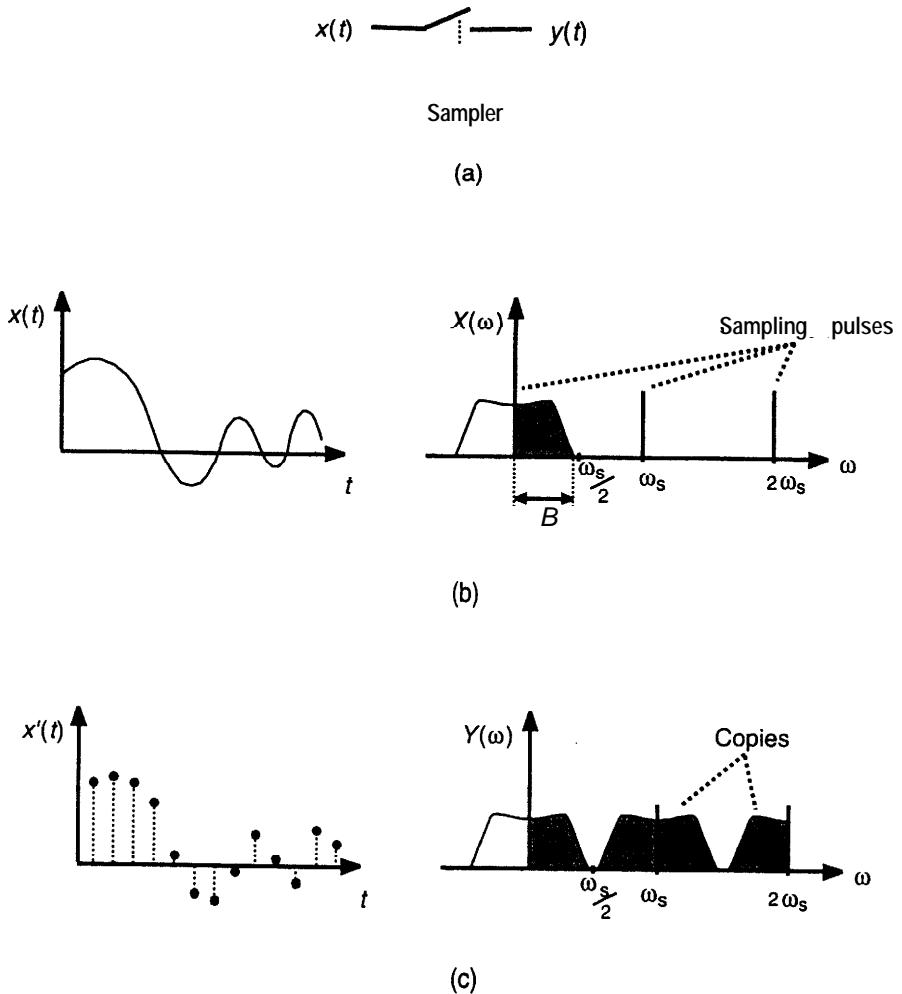 x(t) y(t)
Sampler
(a)
x(t)
t
X(ω)
Sampling pulses
ωs/2 ωs 2ωs ω
B
(b)
x'(t)
t
Y(ω)
Copies
ωs/2 ωs 2ωs ω
(c)